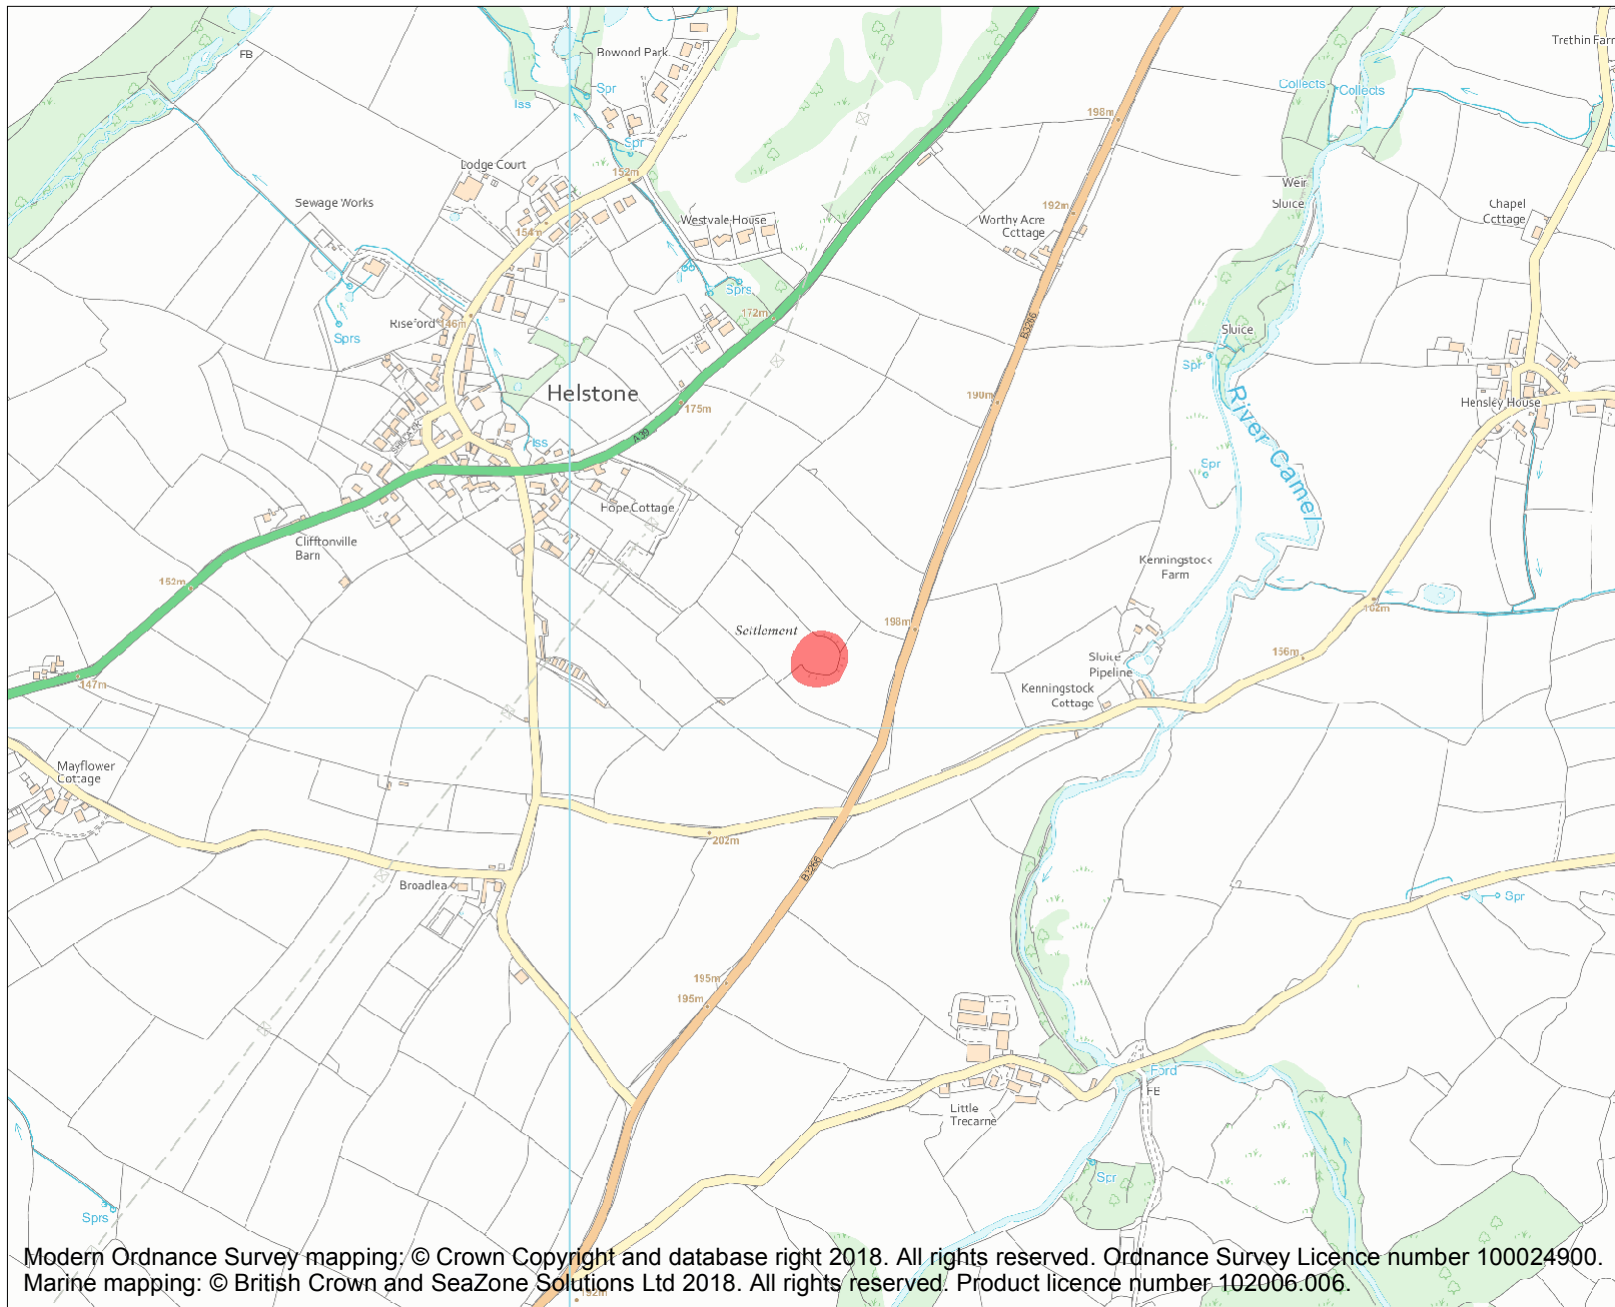 FB
Bowood Park
Trethin Farm
Iss
Spr
Collects
Collects
198m
Spr
152m
Lodge Court
Weir
Sluice
Sewage Works
154m
Westvale House
192m
Worthy Acre
Cottage
Chapel
Cottage
Sprs
172m
Riseford
146m
Sprs
B3266
Sluice
Spr
Helstone
175m
190m
River Camel
Hensley House
A39
Iss
Spr
Hope Cottage
Clifftonville
Barn
152m
Kenningstock
Farm
162m
Settlement
198m
156m
Sluice
Pipeline
147m
Kenningstock
Cottage
Mayflower
Cottage
202m
B3266
Broadlea
Spr
195m
195m
Ford
FB
Little
Trecarne
Spr
Sprs
Modern Ordnance Survey mapping: © Crown Copyright and database right 2018. All rights reserved. Ordnance Survey Licence number 100024900.
Marine mapping: © British Crown and SeaZone Solutions Ltd 2018. All rights reserved. Product licence number 102006.006.
192m